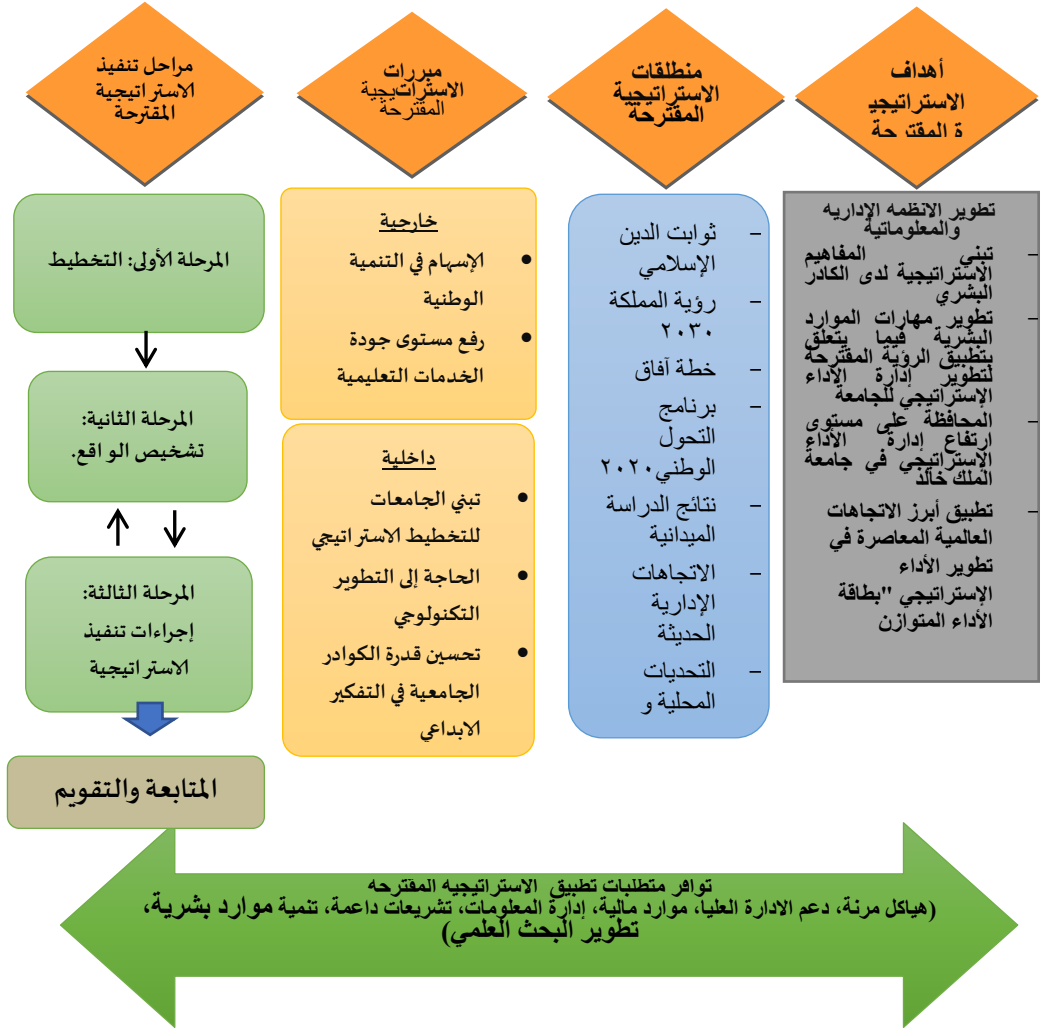 أهداف
الاستراتيجي
ة المقترحة
منطلقات
الاستراتيجية
المقترحة
مبررات
الاستراتيجية
المقترحة
مراحل تنفيذ
الاستراتيجية
المقترحة
تطوير الانظمه الإداريه
والمعلوماتية
– تبني المفاهيم
الإستراتيجية لدى الكادر
البشري
– تطوير مهارات الموارد
البشرية فيما يتعلق
بتطبيق الرؤية المقترحة
لتطوير إدارة الأداء
الإستراتيجي للجامعة
– المحافظة على مستوى
ارتفاع إدارة الأداء
الإستراتيجي في جامعة
الملك خالد
– تطبيق أبرز الاتجاهات
العالمية المعاصرة في
تطوير الأداء
الإستراتيجي "بطاقة
الأداء المتوازن
– ثوابت الدين
الإسلامي
– رؤية المملكة
٢٠٣٠
– خطة آفاق
– برنامج
التحول
الوطني٢٠٢٠
– نتائج الدراسة
الميدانية
– الاتجاهات
الإدارية
الحديثة
– التحديات
المحلية و
خارجية
• الإسهام في التنمية
الوطنية
• رفع مستوى جودة
الخدمات التعليمية
داخلية
• تبني الجامعات
للتخطيط الاستراتيجي
• الحاجة إلى التطوير
التكنولوجي
• تحسين قدرة الكوادر
الجامعية في التفكير
الابداعي
المرحلة الأولى: التخطيط
المرحلة الثانية:
تشخيص الواقع.
المرحلة الثالثة:
إجراءات تنفيذ
الاستراتيجية
المتابعة والتقويم
توافر متطلبات تطبيق الاستراتيجيه المقترحه
(هياكل مرنة، دعم الادارة العليا، موارد مالية، إدارة المعلومات، تشريعات داعمة، تنمية موارد بشرية،
تطوير البحث العلمي)